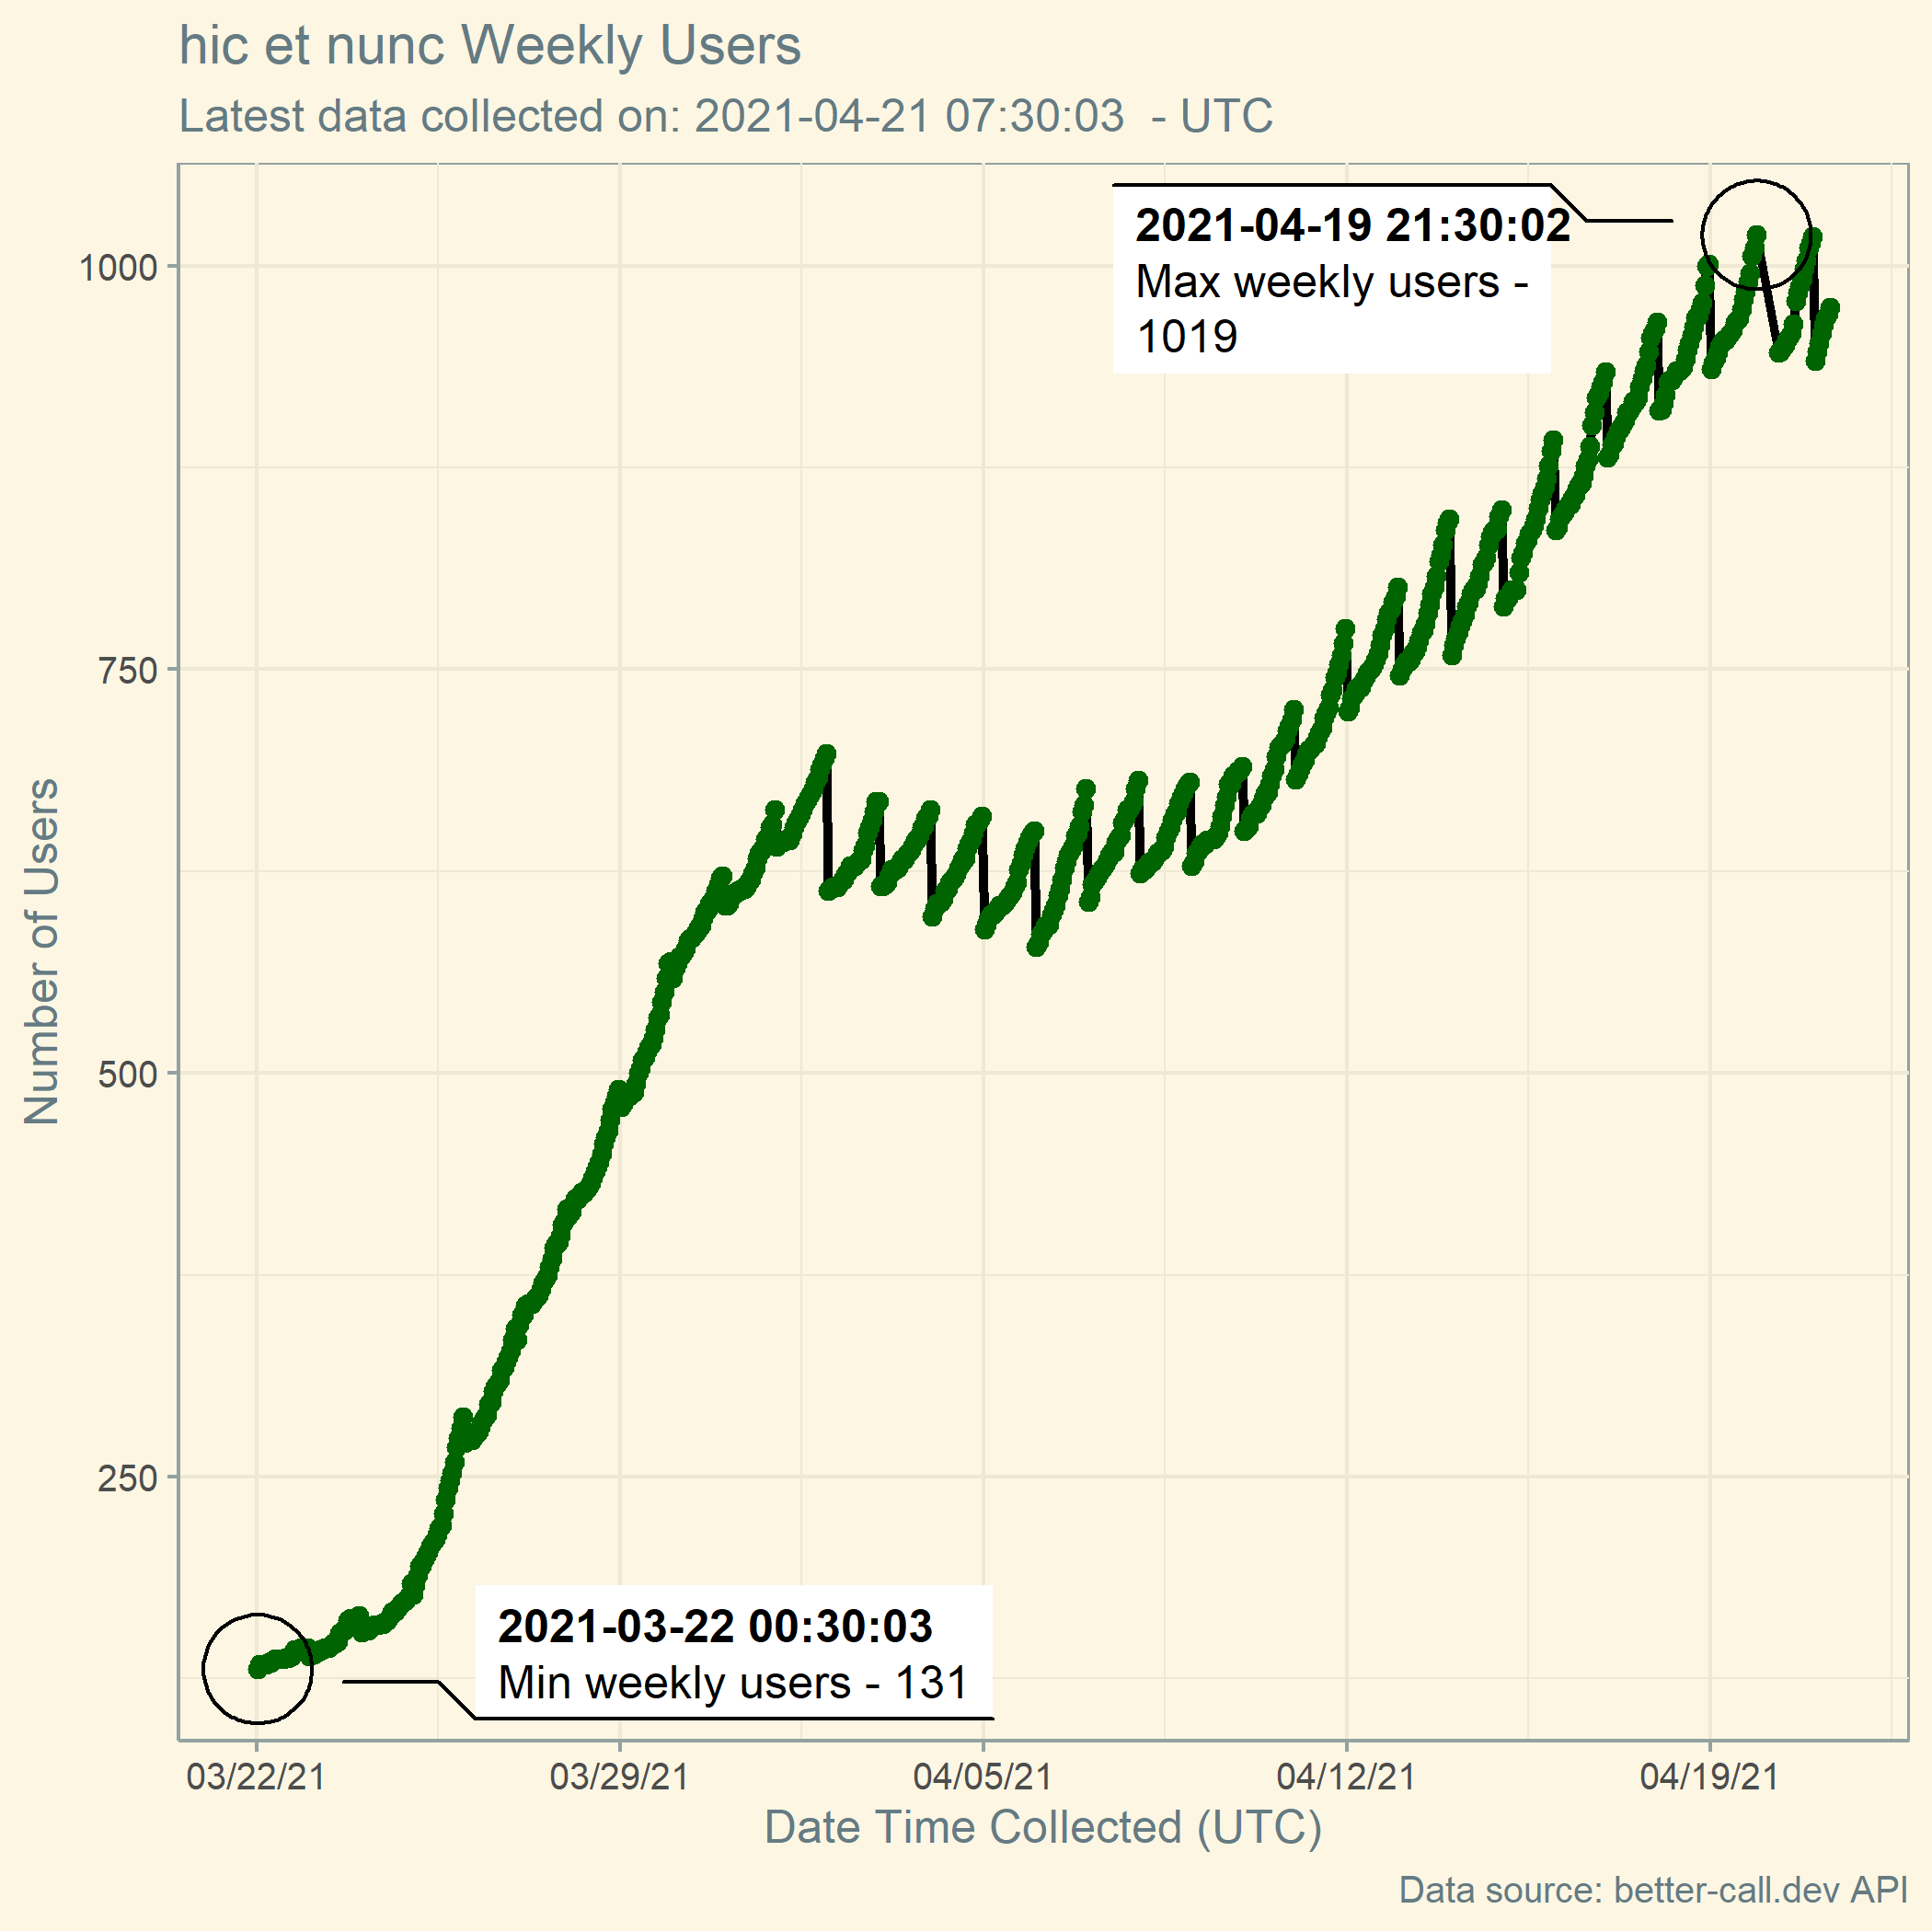 hic et nunc Weekly Users
Latest data collected on: 2021-04-21 07:30:03  - UTC
2021-04-19 21:30:02
Max weekly users -
1019
1000
750
500
250
Number of Users
2021-03-22 00:30:03
Min weekly users - 131
03/22/21 03/29/21 04/05/21 04/12/21 04/19/21
Date Time Collected (UTC)
Data source: better-call.dev API